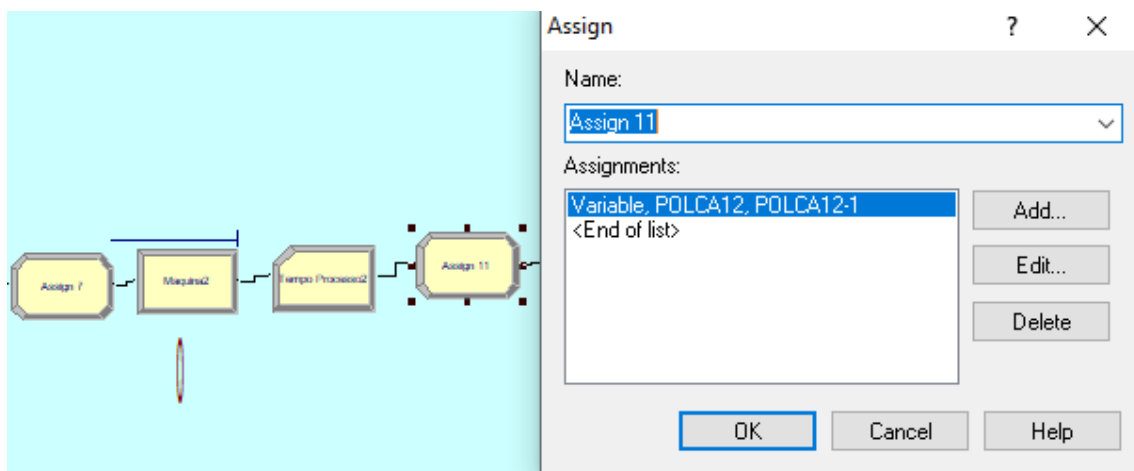 Assign
?
Name:
Assign 11
Assignments:
Variable, POLCA12, POLCA12-1
<End of list>
Add...
Edit...
Delete
OK
Cancel
Help
Assign 7
Maquina2
Tempo Processo2
Assign 11